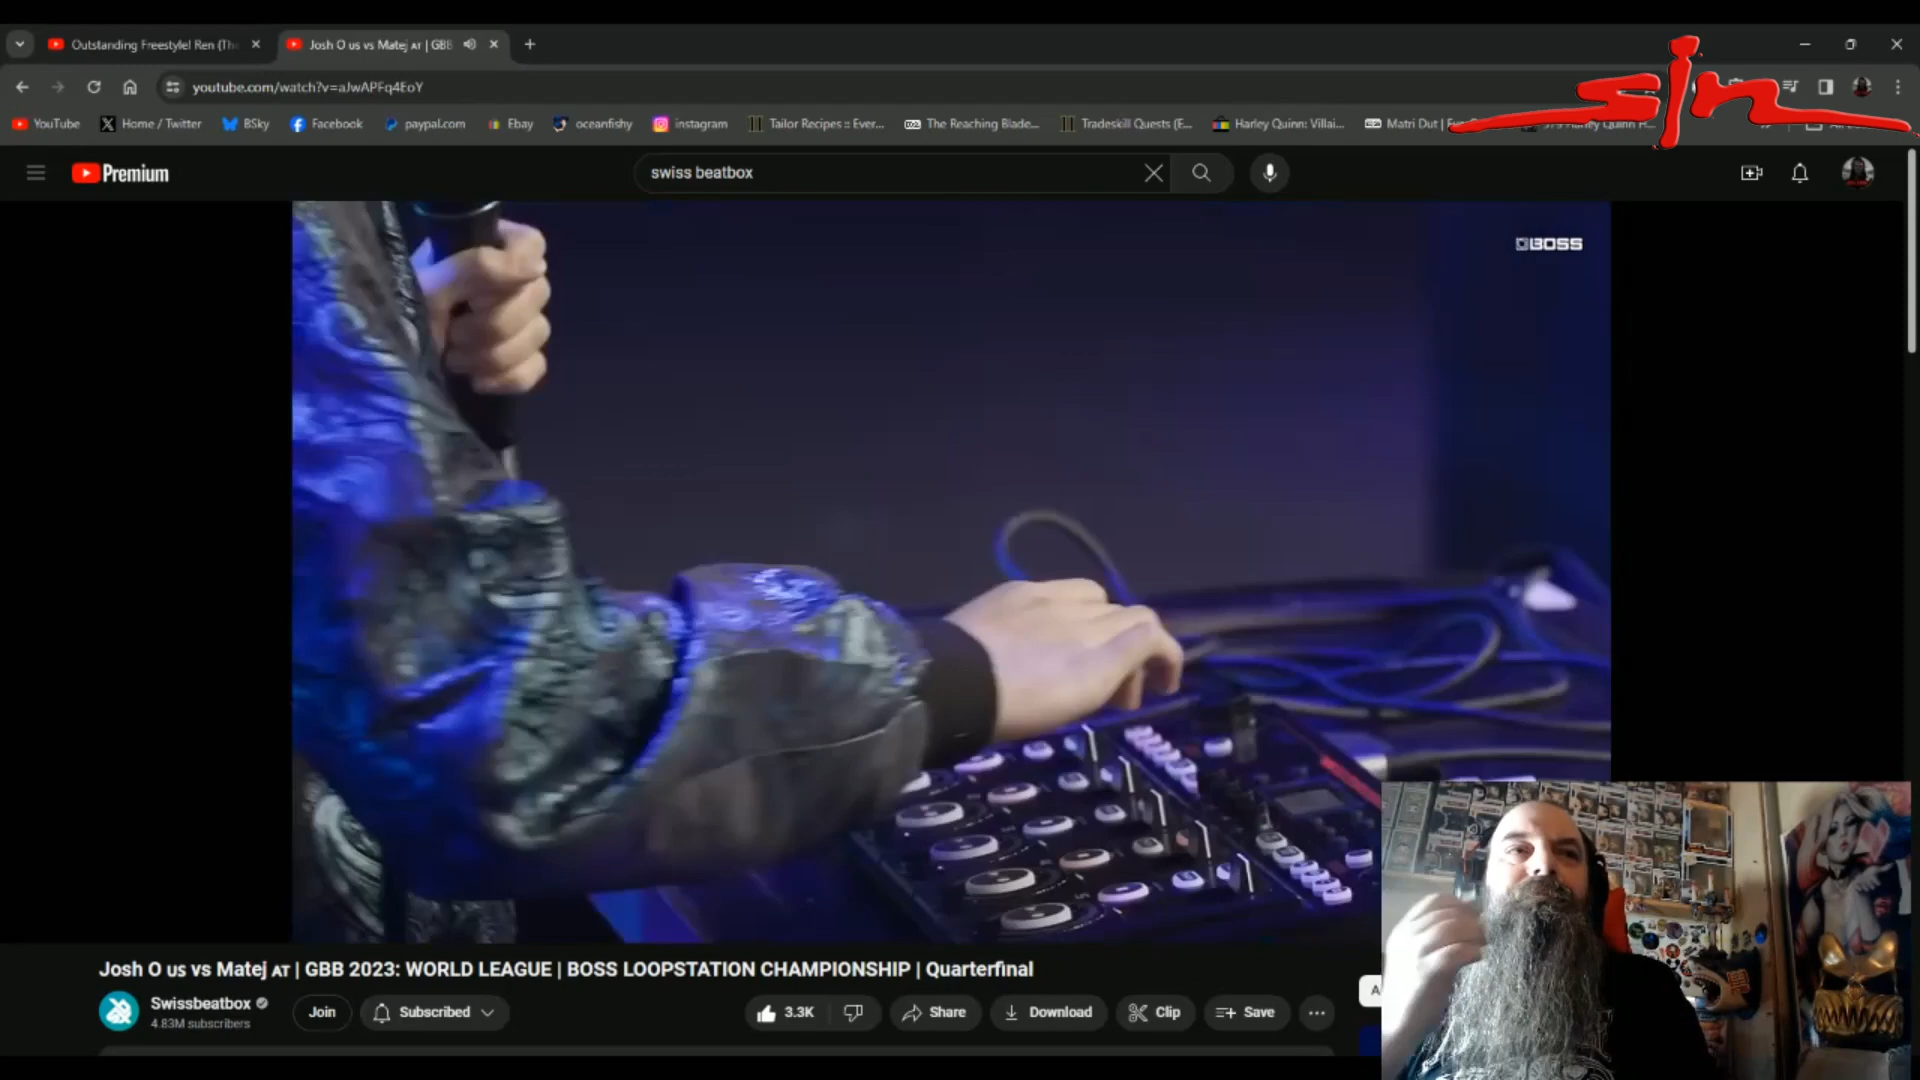 Outstanding Freestyle! Ren (Th
Josh O us vs Matej AT | GBB
youtube.com/watch?v=aJwAPFq4EoY
YouTube
Home / Twitter
BSky
Facebook
paypal.com
Ebay
oceanfishy
instagram
Tailor Recipes :: Ever...
The Reaching Blade...
Tradeskill Quests (E...
Harley Quinn: Villai...
Matri Dut |
sin
Premium
swiss beatbox
BOSS
Josh O us vs Matej AT | GBB 2023: WORLD LEAGUE | BOSS LOOPSTATION CHAMPIONSHIP | Quarterfinal
Swissbeatbox
4.83M subscribers
Join
Subscribed
3.3K
Share
Download
Clip
Save
A